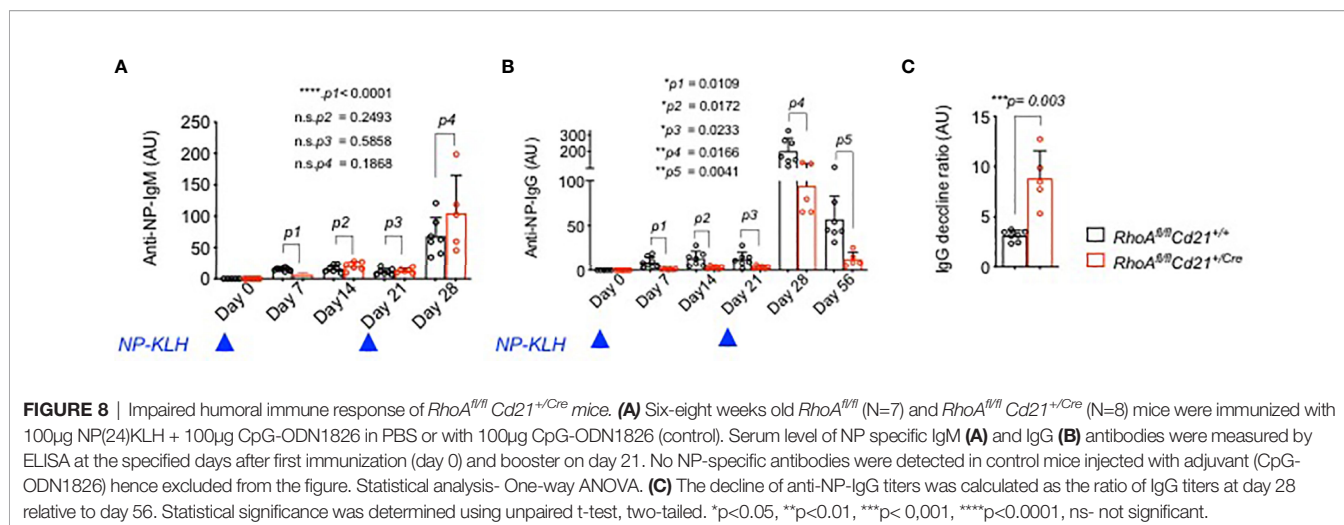 A
****.p1< 0.0001
n.s.p2 = 0.2493
n.s.p3 = 0.5858
n.s.p4 = 0.1868
Anti-NP-IgM (AU)
250
200
150
100
50
0
p1
p2
p3
p4
Day 0
Day 7
Day14
Day 21
Day 28
NP-KLH
B
*p1 = 0.0109
*p2 = 0.0172
*p3 = 0.0233
**p4 = 0.0166
**p5 = 0.0041
Anti-NP-IgG (AU)
300
200
100
50
0
p1
p2
p3
p4
p5
Day 0
Day 7
Day14
Day 21
Day 28
Day 56
NP-KLH
C
***p= 0.003
IgG deccline ratio (AU)
15
10
5
0
RhoAfl/flCd21+/+
RhoAfl/flCd21+/Cre
FIGURE 8 | Impaired humoral immune response of RhoAfl/fl Cd21+/Cre mice. (A) Six-eight weeks old RhoAfl/fl (N=7) and RhoAfl/fl Cd21+/Cre (N=8) mice were immunized with
100µg NP(24)KLH + 100µg CpG-ODN1826 in PBS or with 100µg CpG-ODN1826 (control). Serum level of NP specific IgM (A) and IgG (B) antibodies were measured by
ELISA at the specified days after first immunization (day 0) and booster on day 21. No NP-specific antibodies were detected in control mice injected with adjuvant (CpG-
ODN1826) hence excluded from the figure. Statistical analysis- One-way ANOVA. (C) The decline of anti-NP-IgG titers was calculated as the ratio of IgG titers at day 28
relative to day 56. Statistical significance was determined using unpaired t-test, two-tailed. *p<0.05, **p<0.01, ***p< 0,001, ****p<0.0001, ns- not significant.